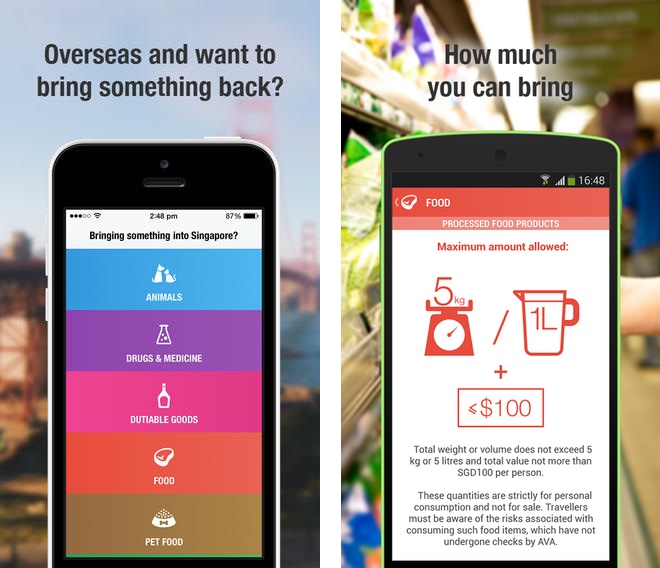 Overseas and want to
bring something back?
2:48 pm
87%
Bringing something into Singapore?
ANIMALS
DRUGS & MEDICINE
DUTIABLE GOODS
FOOD
PET FOOD
How much
you can bring
16:48
FOOD
PROCESSED FOOD PRODUCTS
Maximum amount allowed:
5 kg / 1L
+
⩽$100
Total weight or volume does not exceed 5
kg or 5 litres and total value not more than
SGD100 per person.
These quantities are strictly for personal
consumption and not for sale. Travellers
must be aware of the risks associated with
consuming such food items, which have not
undergone checks by AVA.